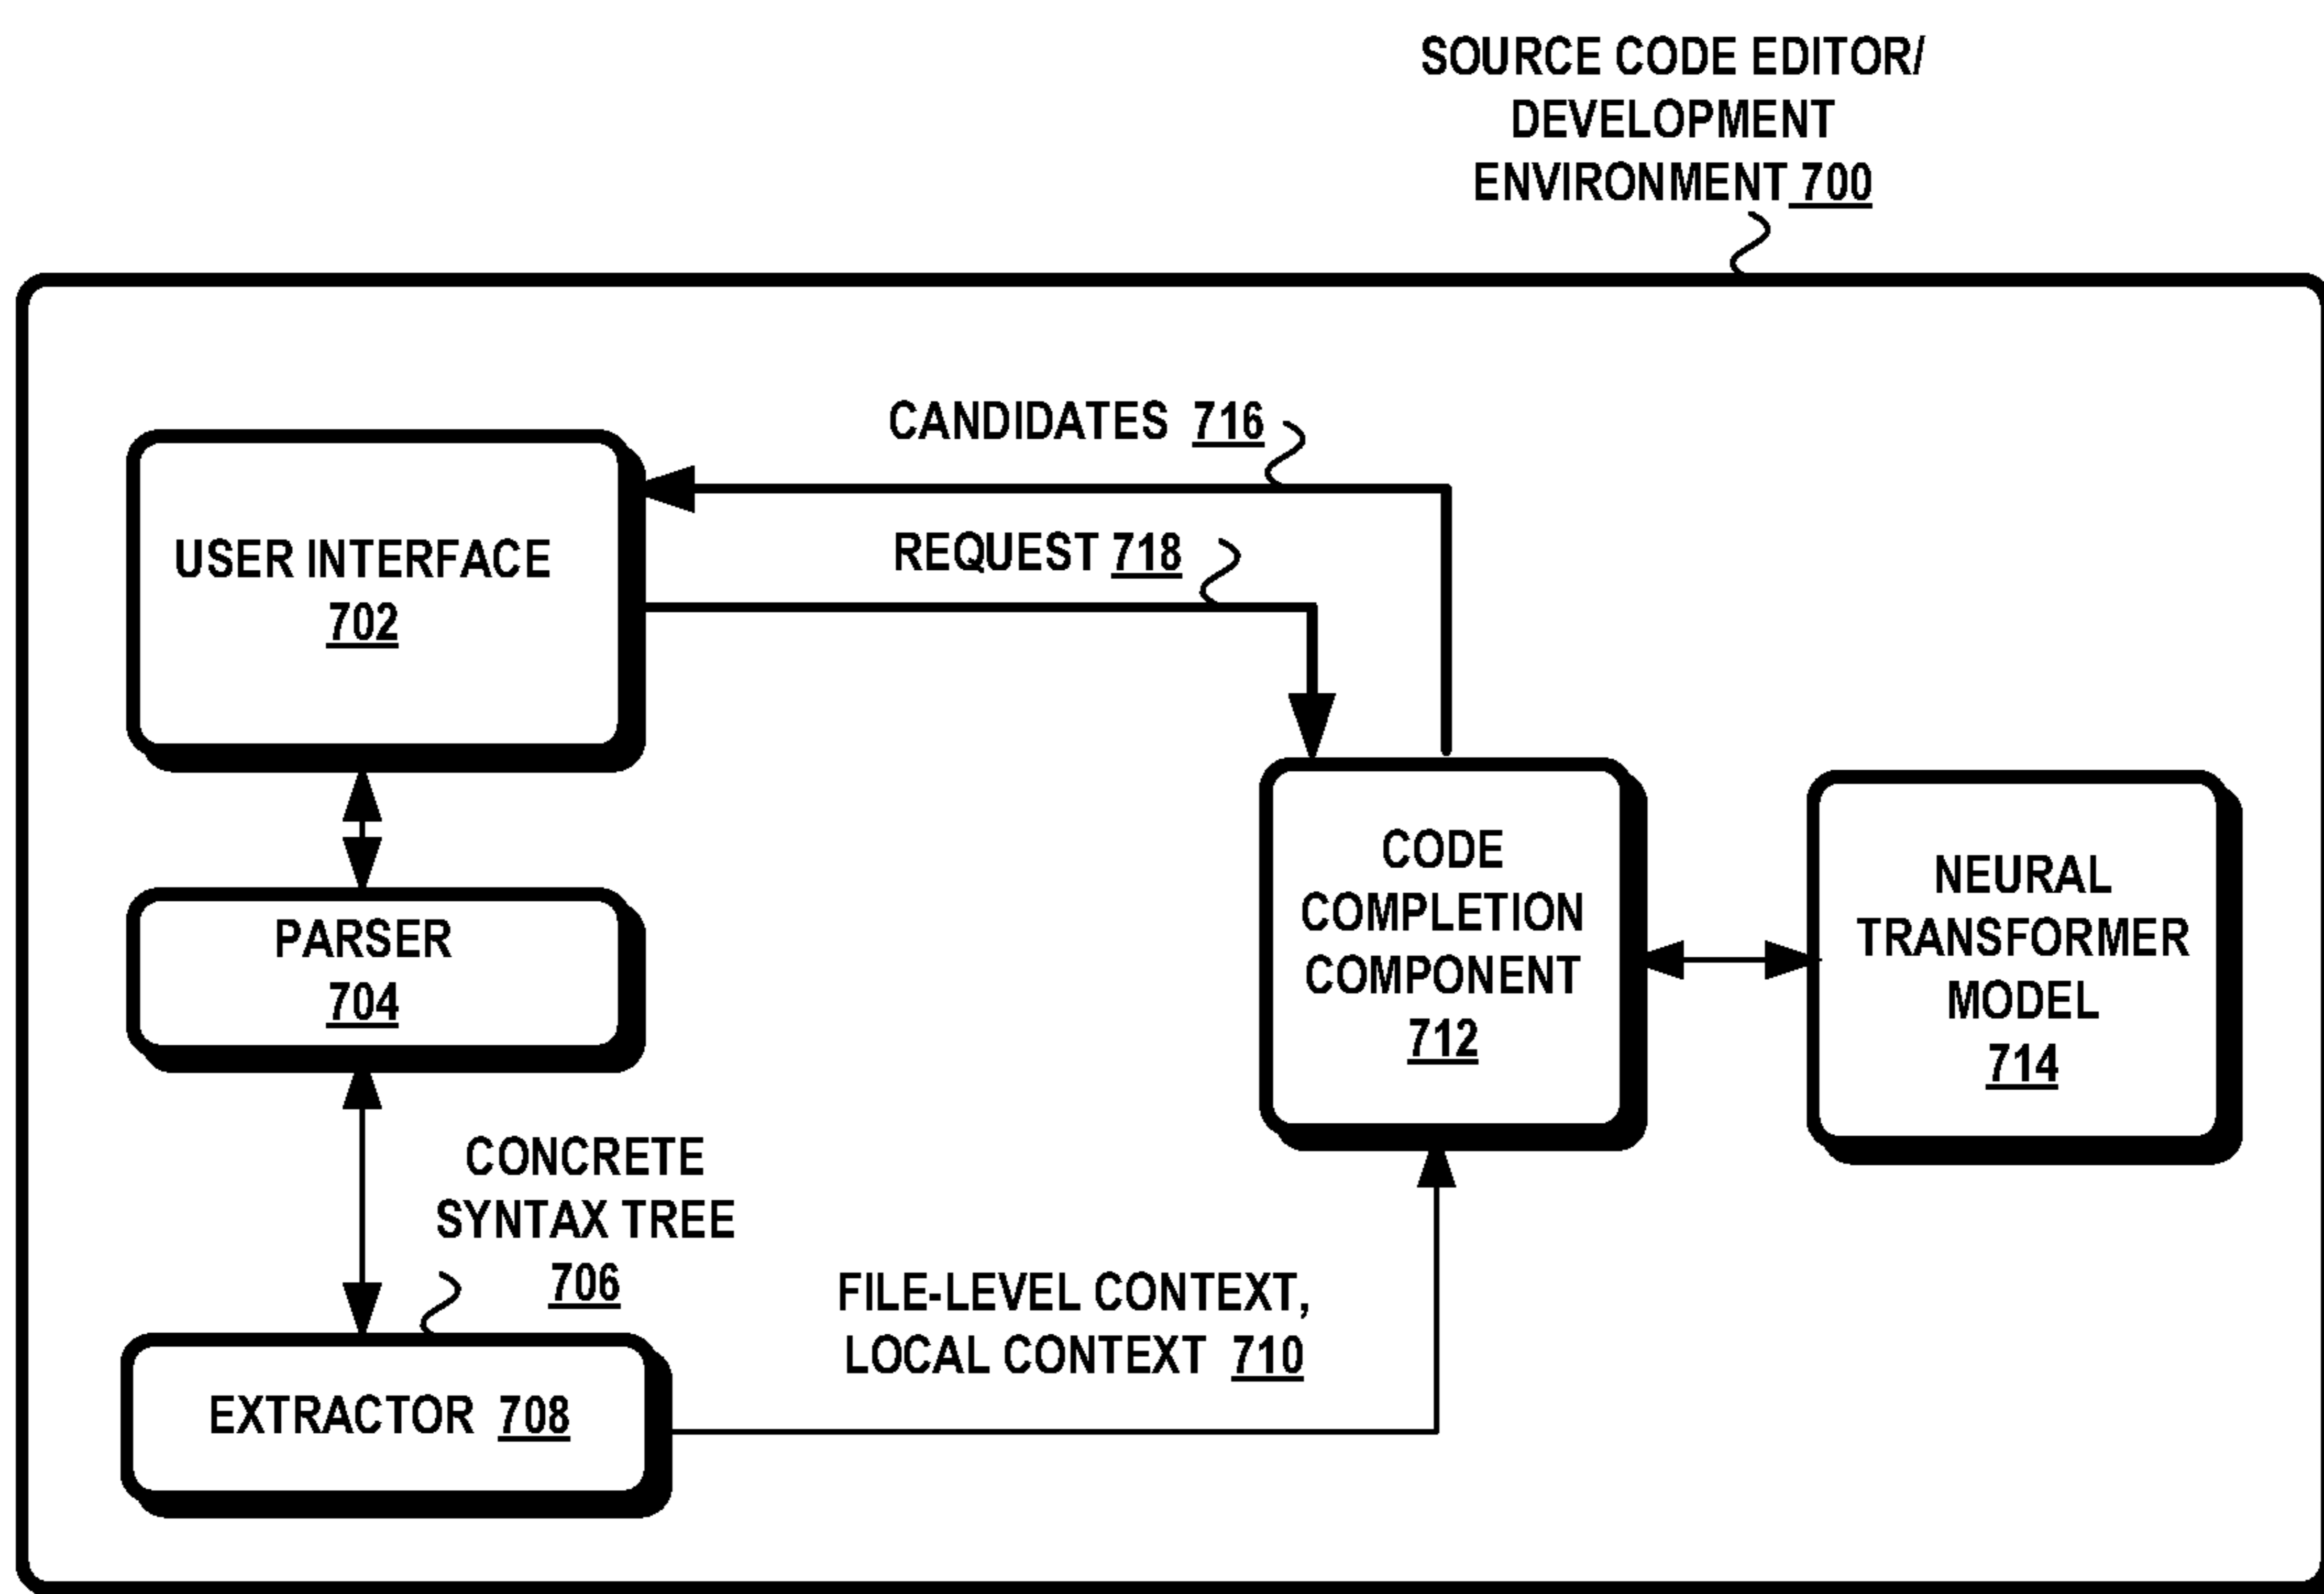 SOURCE CODE EDITOR/
DEVELOPMENT
ENVIRONMENT 700
CANDIDATES 716
REQUEST 718
USER INTERFACE
702
PARSER
704
CODE
COMPLETION
COMPONENT
712
NEURAL
TRANSFORMER
MODEL
714
CONCRETE
SYNTAX TREE
706
FILE-LEVEL CONTEXT,
LOCAL CONTEXT 710
EXTRACTOR 708